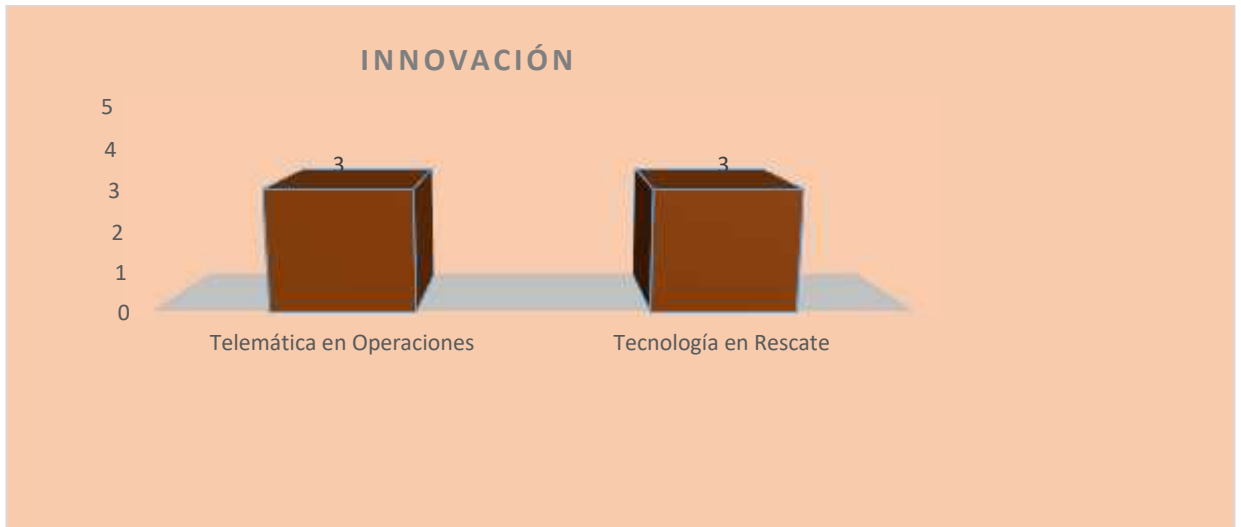 INNOVACIÓN
5
4
3
2
1
0
3
3
Telemática en Operaciones
Tecnología en Rescate